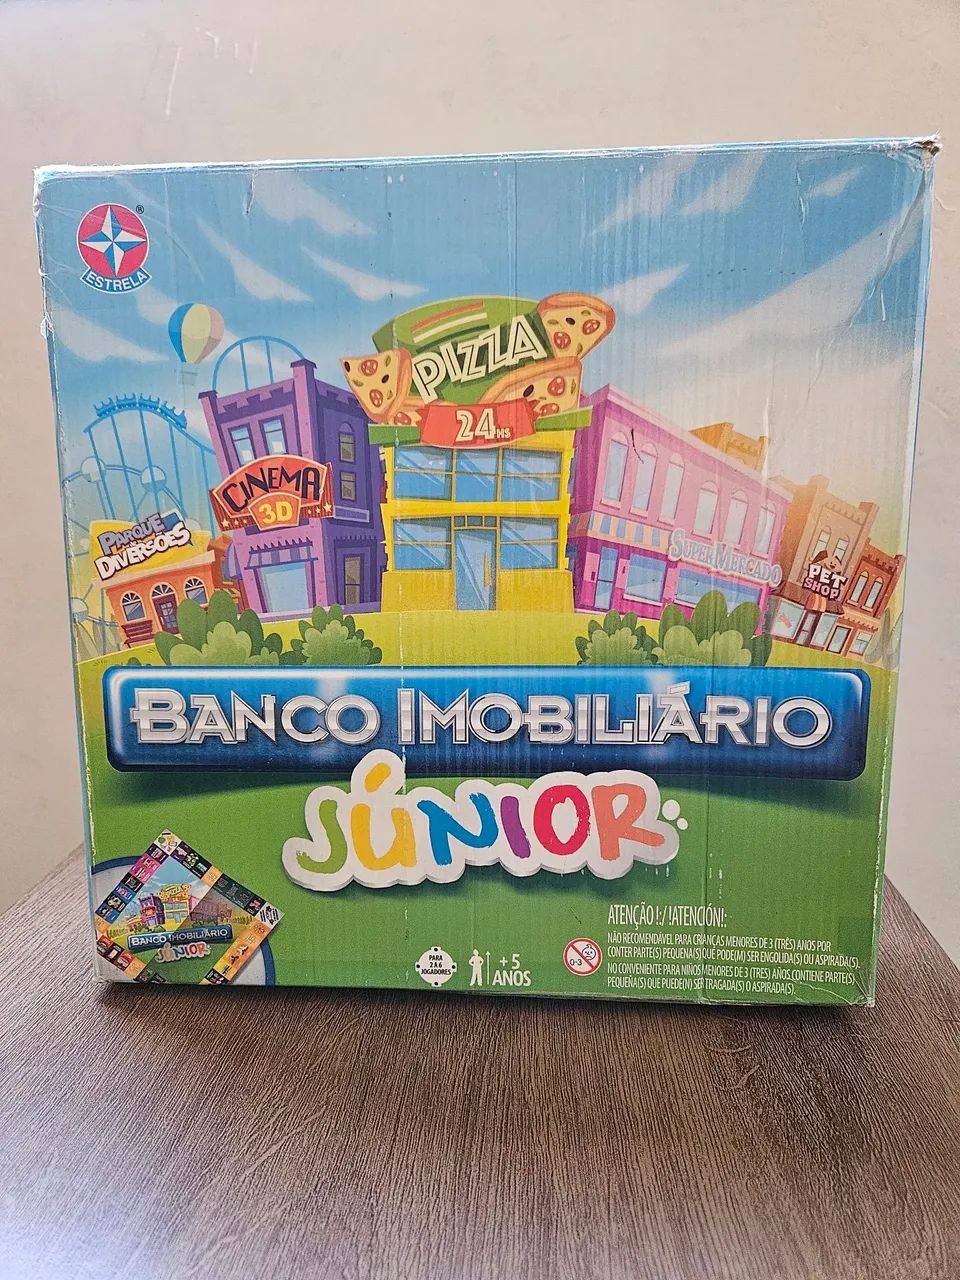 ®
ESTRELA
PIZZA
24HS
CINEMA
3D
PARQUE
DE
DIVERSÕES
SUPERMERCADO
PET
SHOP
BANCO IMOBILIÁRIO
JÚNIOR
PIZZA
BANCO IMOBILIÁRIO
JÚNIOR
PARA
2 A 6
JOGADORES
+5
ANOS
0-3
ATENÇÃO !:/ !ATENCIÓN!:
NÃO RECOMENDÁVEL PARA CRIANÇAS MENORES DE 3 (TRÊS) ANOS POR
CONTER PARTE(S) PEQUENA(S) QUE PODE(M) SER ENGOLIDA(S) OU ASPIRADA(S).
NO CONVENIENTE PARA NIÑOS MENORES DE 3 (TRES) AÑOS.CONTIENE PARTE(S)
PEQUEÑA(S) QUE PUEDE(N) SER TRAGADA(S) O ASPIRADA(S).